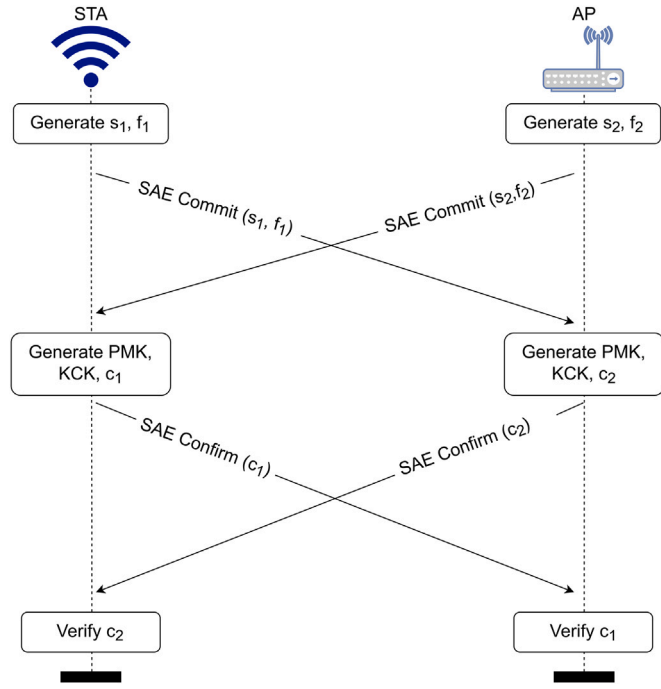 STA
AP
Generate s₁, f₁
Generate s₂, f₂
SAE Commit (s₁, f₁)
SAE Commit (s₂,f₂)
Generate PMK,
KCK, c₁
Generate PMK,
KCK, c₂
SAE Confirm (c₁)
SAE Confirm (c₂)
Verify c₂
Verify c₁